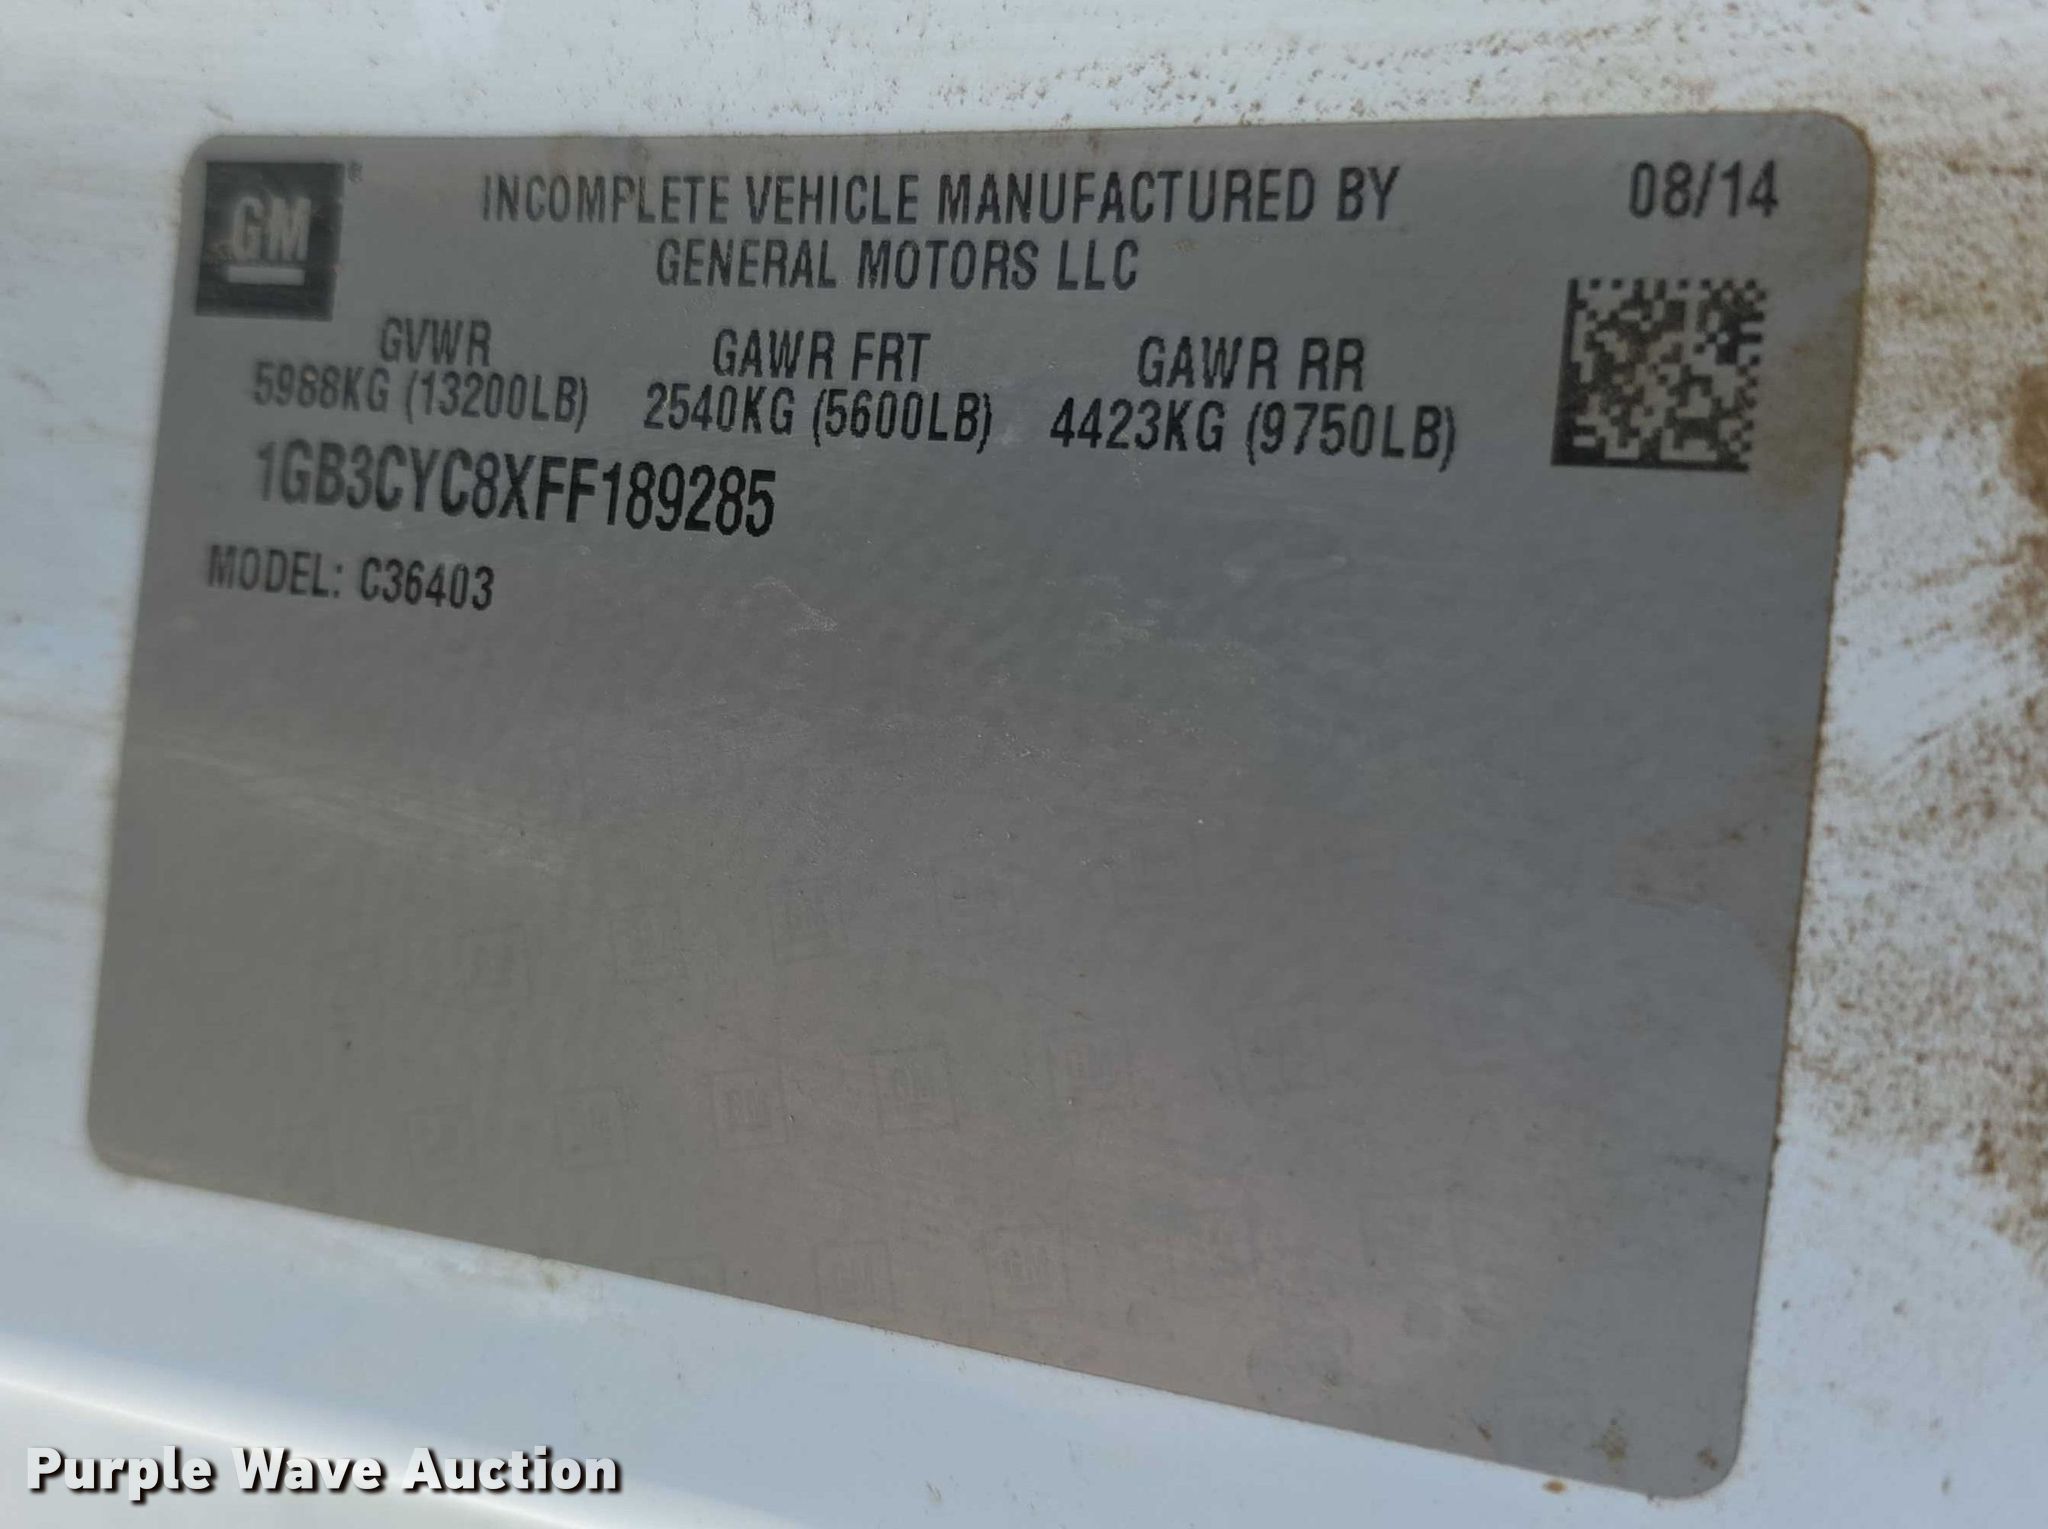 GM®
INCOMPLETE VEHICLE MANUFACTURED BY
GENERAL MOTORS LLC
08/14
GVWR GAWR FRT GAWR RR
5988KG (13200LB) 2540KG (5600LB) 4423KG (9750LB)
1GB3CYC8XFF189285
MODEL: C36403
Purple Wave Auction